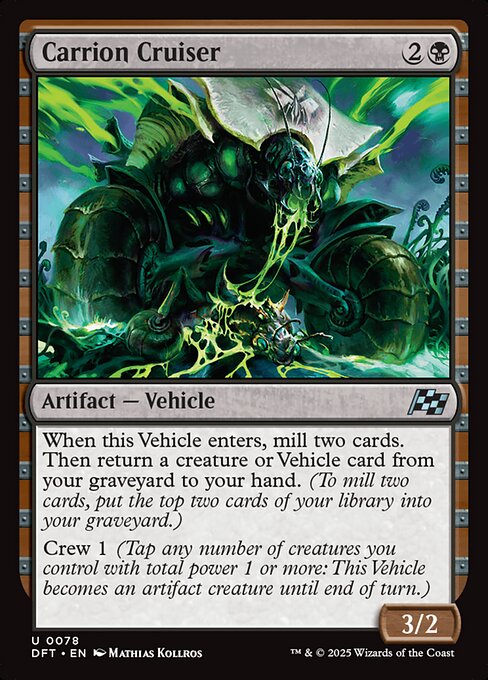 Carrion Cruiser 2
Artifact — Vehicle
When this Vehicle enters, mill two cards.
Then return a creature or Vehicle card from
your graveyard to your hand. (To mill two
cards, put the top two cards of your library into
your graveyard.)
Crew 1 (Tap any number of creatures you
control with total power 1 or more: This Vehicle
becomes an artifact creature until end of turn.)
3/2
U 0078
DFT • EN Mathias Kollros
™ & © 2025 Wizards of the Coast